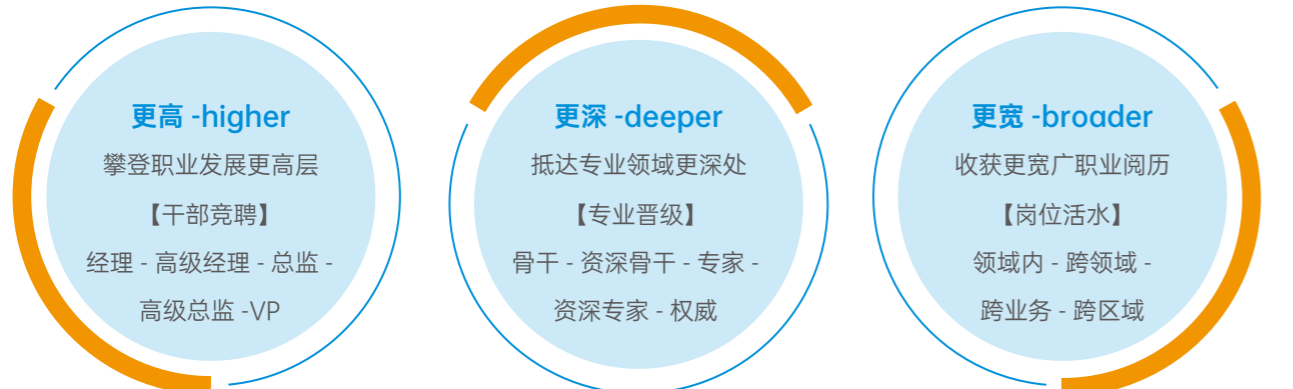 更高 -higher
攀登职业发展更高层
【干部竞聘】
经理 - 高级经理 - 总监 -
高级总监 -VP
更深 -deeper
抵达专业领域更深处
【专业晋级】
骨干 - 资深骨干 - 专家 -
资深专家 - 权威
更宽 -broader
收获更宽广职业阅历
【岗位活水】
领域内 - 跨领域 -
跨业务 - 跨区域